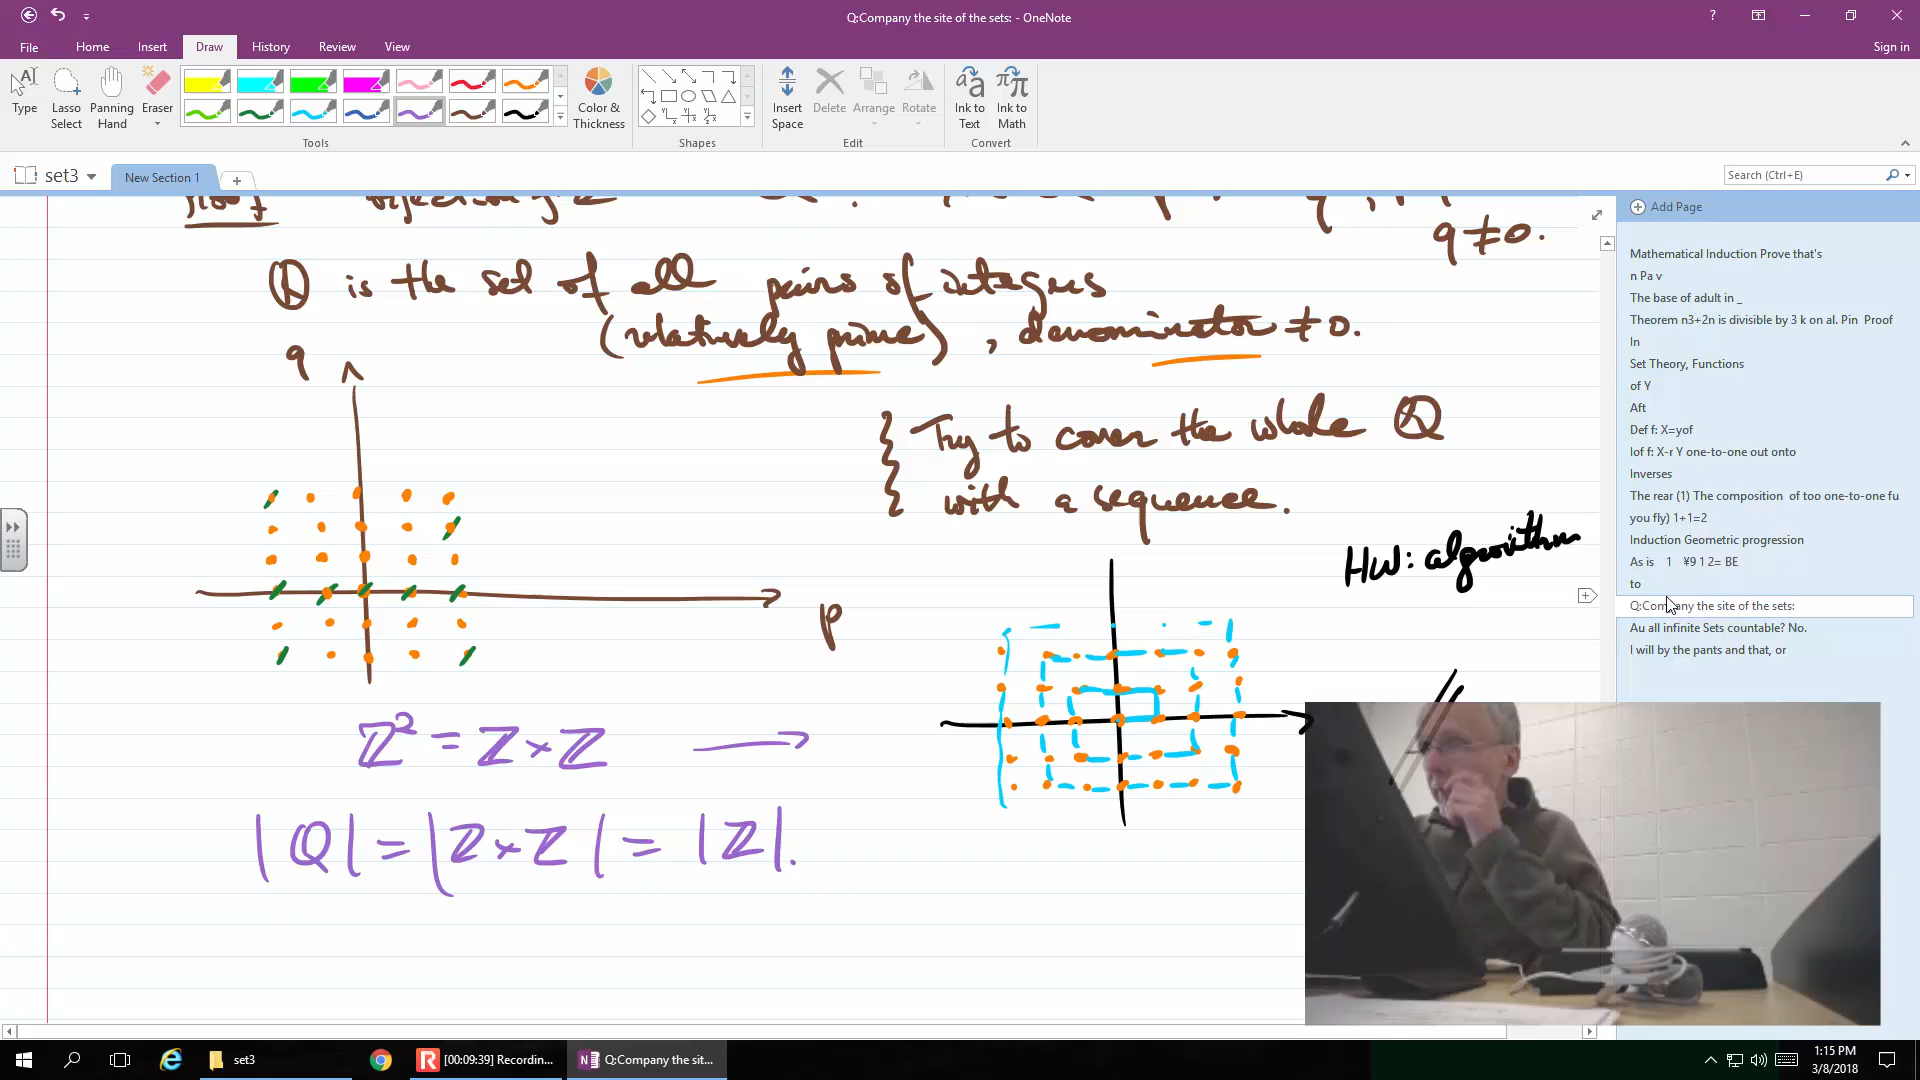 Q:Company the site of the sets: - OneNote
File Home Insert Draw History Review View
Sign in
Type
Lasso Select
Panning Hand
Eraser
Color & Thickness
Insert Space
Delete
Arrange
Rotate
Ink to Text
Ink to Math
Tools
Shapes
Edit
Convert
set3
New Section 1
Search (Ctrl+E)
Proof
q ≠ 0.
Q is the set of all pairs of integers
(relatively prime), denominator ≠ 0.
q
p
{ Try to cover the whole Q
with a sequence.
HW: algorithm
Z² = Z × Z →
|Q| = |Z × Z| = |Z|.
Add Page
Mathematical Induction Prove that's
n Pa v
The base of adult in _
Theorem n3+2n is divisible by 3 k on al. Pin Proof
In
Set Theory, Functions
of Y
Aft
Def f: X=yof
Iof f: X-r Y one-to-one out onto
Inverses
The rear (1) The composition of too one-to-one fu
you fly) 1+1=2
Induction Geometric progression
As is 1 ¥9 1 2= BE
to
Q:Company the site of the sets:
Au all infinite Sets countable? No.
I will by the pants and that, or
set3
[00:09:39] Recordin...
Q:Company the sit...
1:15 PM
3/8/2018